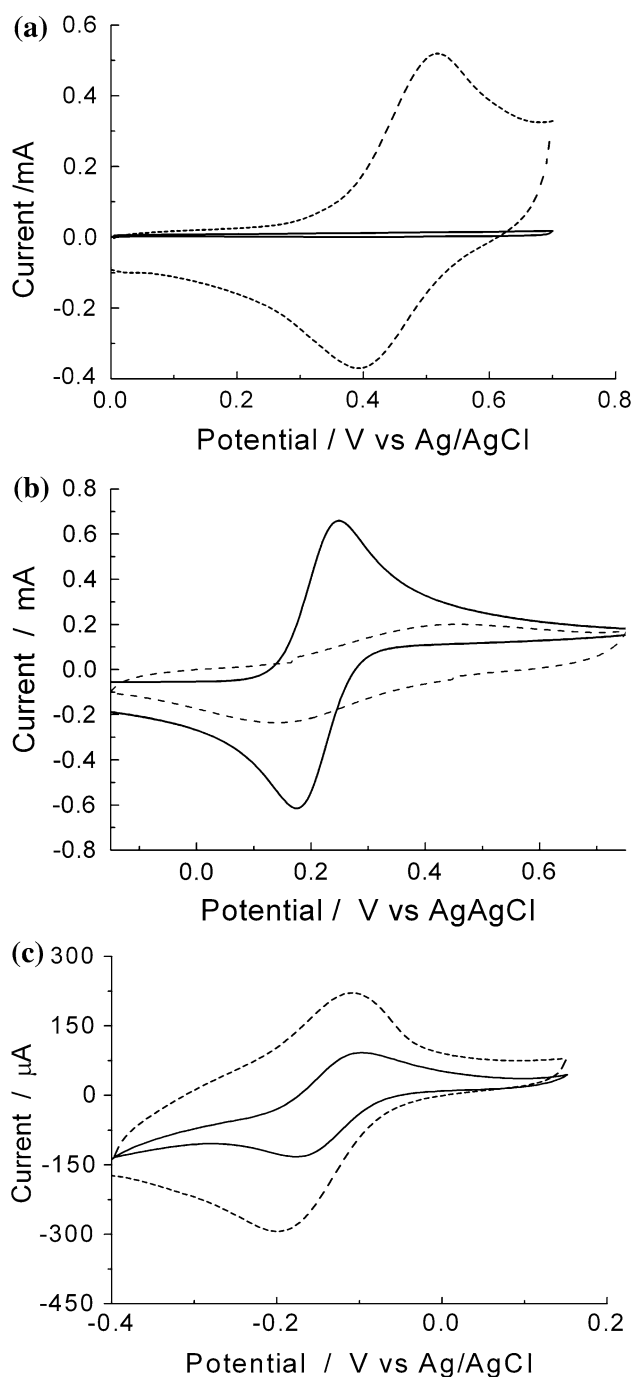 (a)
0.6
0.4
0.2
0.0
-0.2
-0.4
Current /mA
0.0 0.2 0.4 0.6 0.8
Potential / V vs Ag/AgCl
(b)
0.8
0.6
0.4
0.2
0.0
-0.2
-0.4
-0.6
-0.8
Current / mA
0.0 0.2 0.4 0.6
Potential / V vs AgAgCl
(c)
300
150
0
-150
-300
-450
Current / μA
-0.4 -0.2 0.0 0.2
Potential / V vs Ag/AgCl